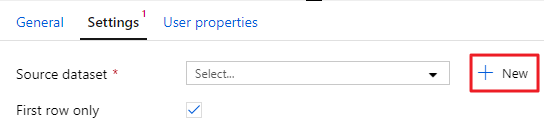 General Settings 1 User properties
Source dataset * Select... + New
First row only